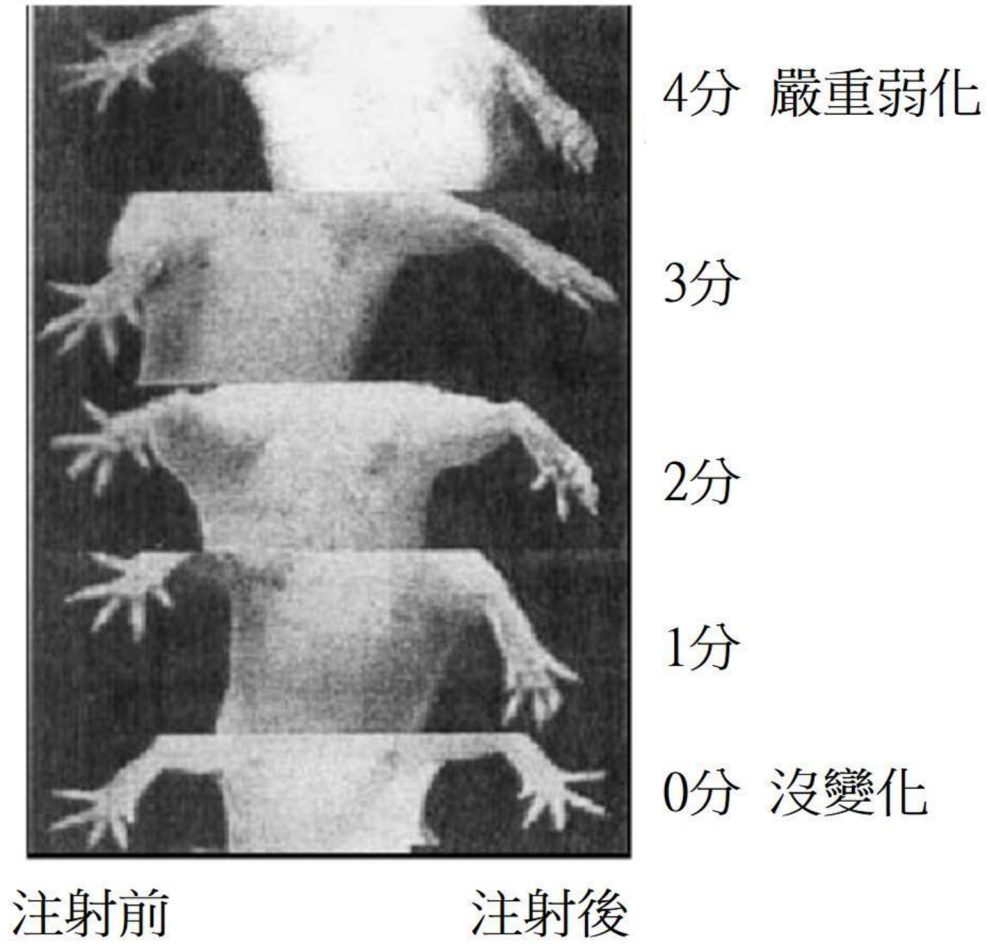 4分 嚴重弱化
3分
2分
1分
0分 沒變化
注射前 注射後